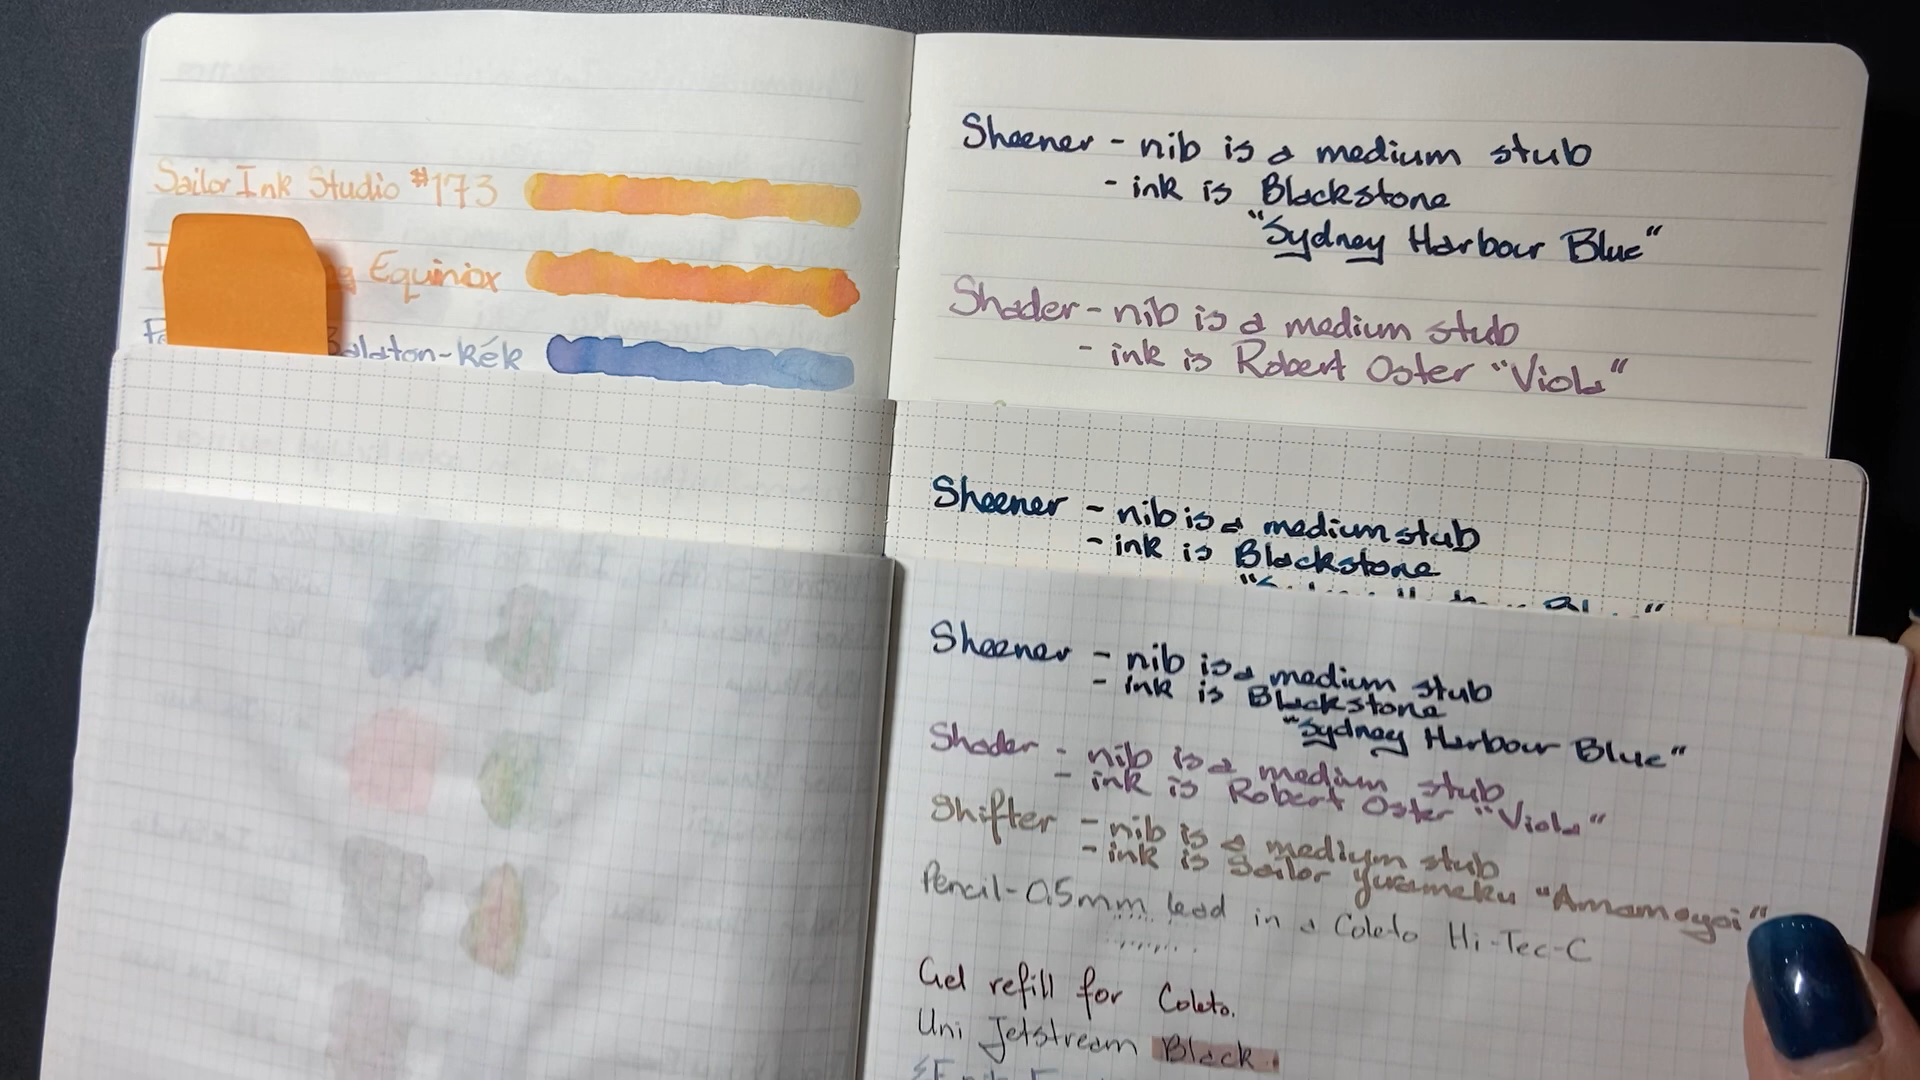 Sailor Ink Studio #173
Equinox
Balaton-Kék
Sheener - nib is a medium stub
- ink is Blackstone
"Sydney Harbour Blue"
Shader - nib is a medium stub
- ink is Robert Oster "Viola"
Sheener - nib is a medium stub
- ink is Blackstone
Sheener - nib is a medium stub
- ink is Blackstone
"Sydney Harbour Blue"
Shader - nib is a medium stub
- ink is Robert Oster "Viola"
Shifter - nib is a medium stub
- ink is Sailor Yurameku "Amamoyoi"
Pencil - 0.5mm lead in a Coleto Hi-Tec-C
Gel refill for Coleto.
Uni Jetstream Black